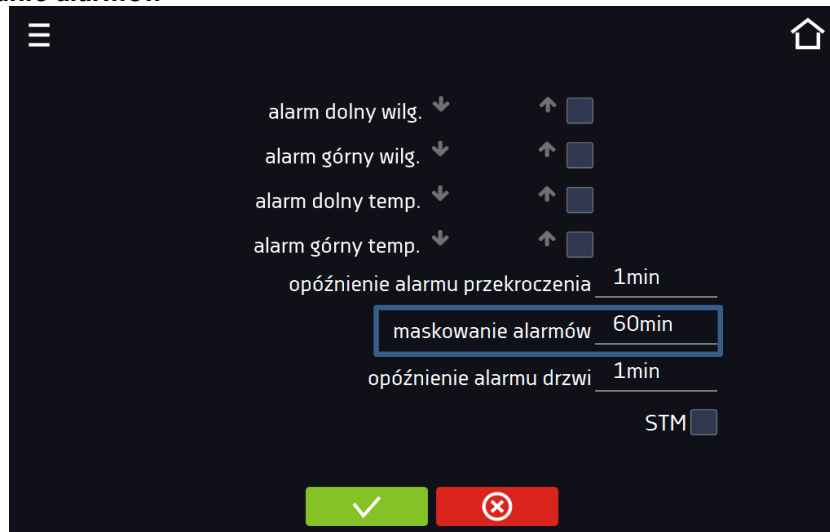 alarm dolny wilg.
alarm górny wilg.
alarm dolny temp.
alarm górny temp.
opóźnienie alarmu przekroczenia 1min
maskowanie alarmów 60min
opóźnienie alarmu drzwi 1min
STM